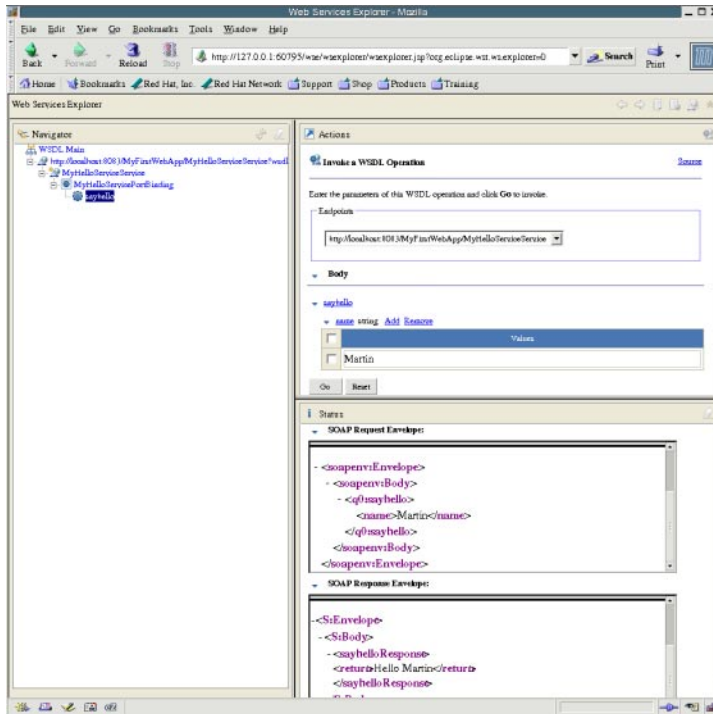 Web Services Explorer - Mozilla
File Edit View Go Bookmarks Tools Window Help
Back Forward Reload Stop http://127.0.0.1:60795/wse/wsexplorer/wsexplorer.jsp?org.eclipse.wst.ws.explorer=0 Search Print
Home Bookmarks Red Hat, Inc. Red Hat Network Support Shop Products Training
Web Services Explorer
Navigator
WSDL Main
http://localhost:8083/MyFirstWebApp/MyHelloServiceService?wsdl
MyHelloServiceService
MyHelloServicePortBinding
sayhello
Actions
Invoke a WSDL Operation Source
Enter the parameters of this WSDL operation and click Go to invoke.
Endpoints
http://localhost:8083/MyFirstWebApp/MyHelloServiceService
Body
sayhello
name string Add Remove
Values
Martin
Go Reset
Status
SOAP Request Envelope:
- <soapenv:Envelope>
- <soapenv:Body>
- <q0:sayhello>
<name>Martin</name>
</q0:sayhello>
</soapenv:Body>
</soapenv:Envelope>
SOAP Response Envelope:
-<S:Envelope>
-<S:Body>
-<sayhelloResponse>
<return>Hello Martin</return>
</sayhelloResponse>